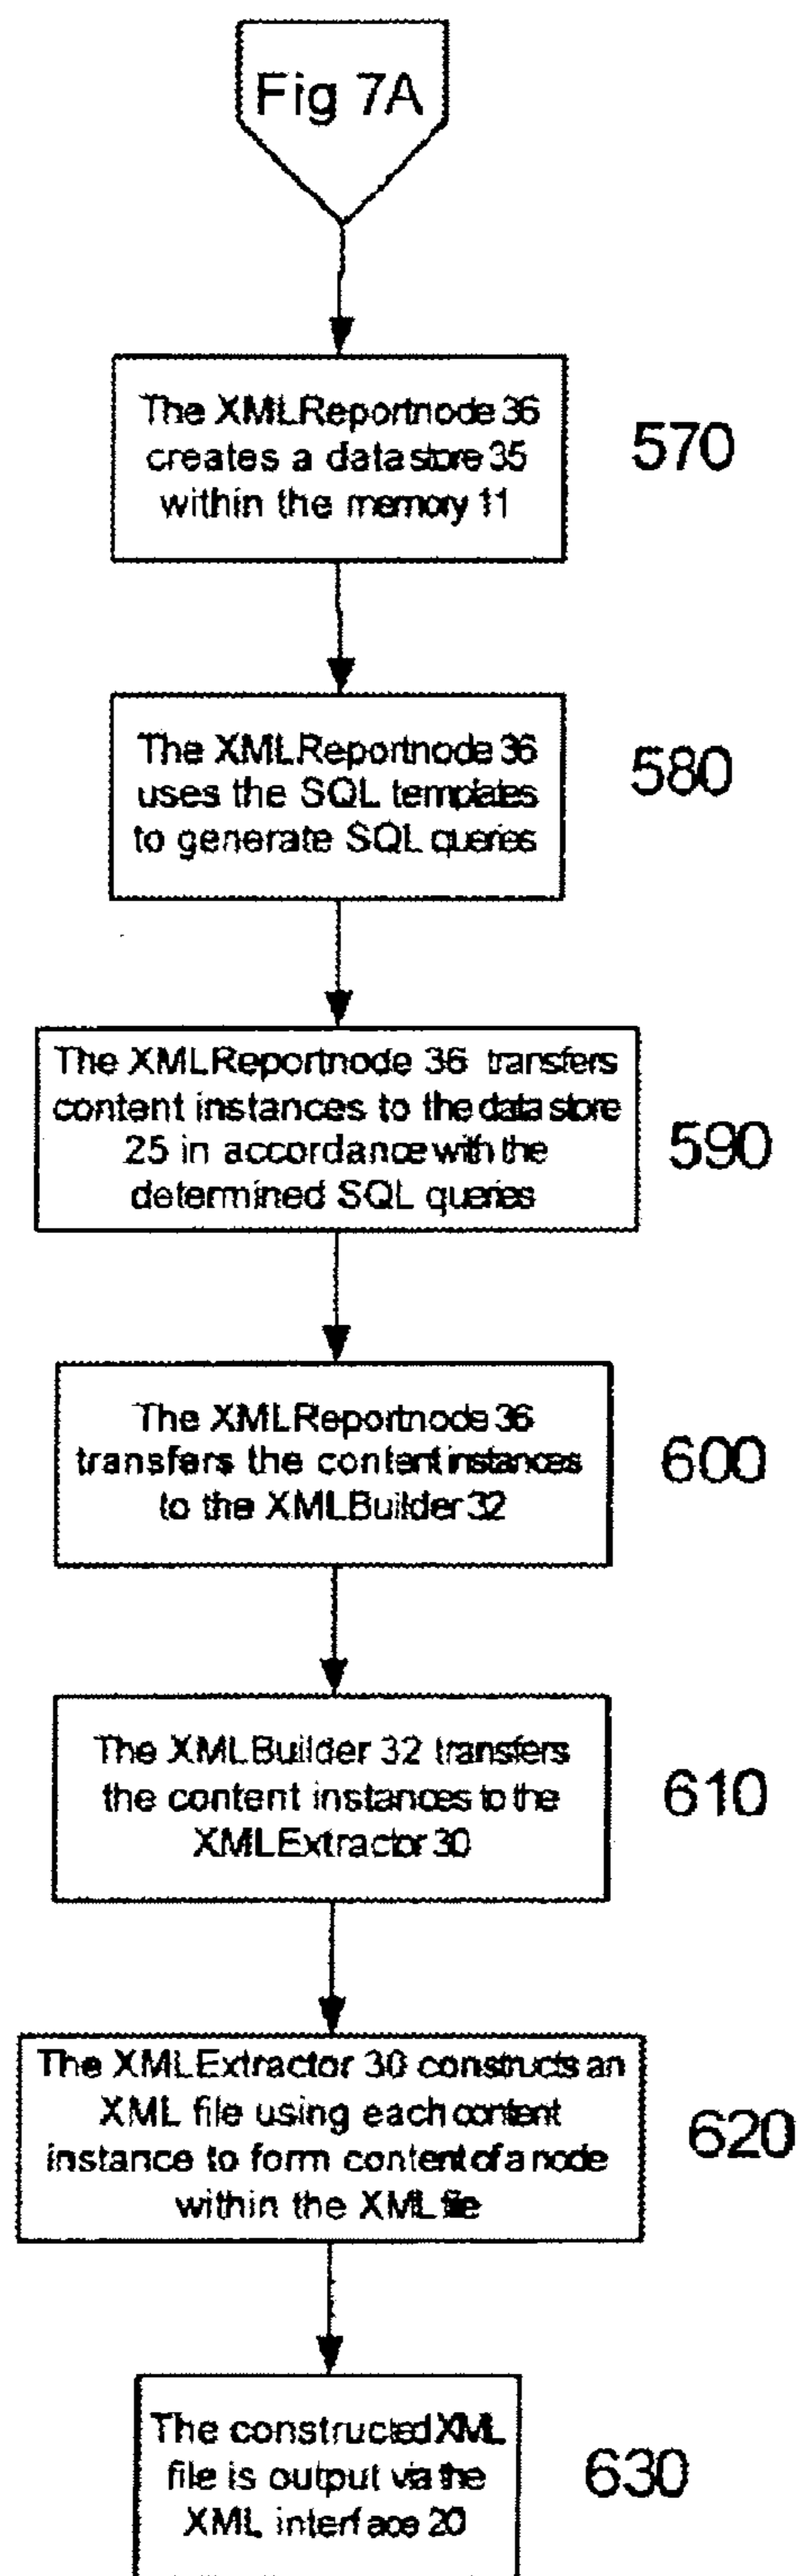 Fig 7A
The XMLReportnode 36
creates a data store 35
within the memory 11
570
The XMLReportnode 36
uses the SQL templates
to generate SQL queries
580
The XMLReportnode 36 transfers
content instances to the data store
25 in accordance with the
determined SQL queries
590
The XMLReportnode 36
transfers the content instances
to the XMLBuilder 32
600
The XMLBuilder 32 transfers
the content instances to the
XMLExtractor 30
610
The XMLExtractor 30 constructs an
XML file using each content
instance to form content of a node
within the XML file
620
The constructed XML
file is output via the
XML interface 20
630